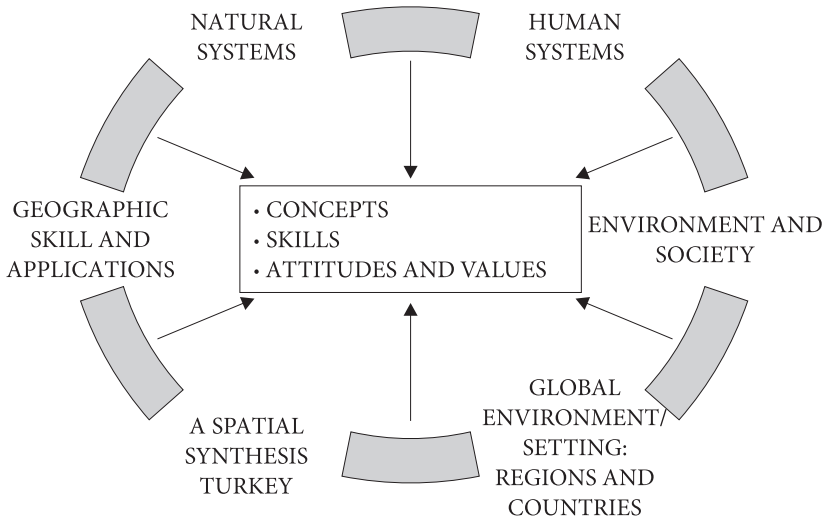 NATURAL
SYSTEMS
HUMAN
SYSTEMS
GEOGRAPHIC
SKILL AND
APPLICATIONS
• CONCEPTS
• SKILLS
• ATTITUDES AND VALUES
ENVIRONMENT AND
SOCIETY
A SPATIAL
SYNTHESIS
TURKEY
GLOBAL
ENVIRONMENT/
SETTING:
REGIONS AND
COUNTRIES